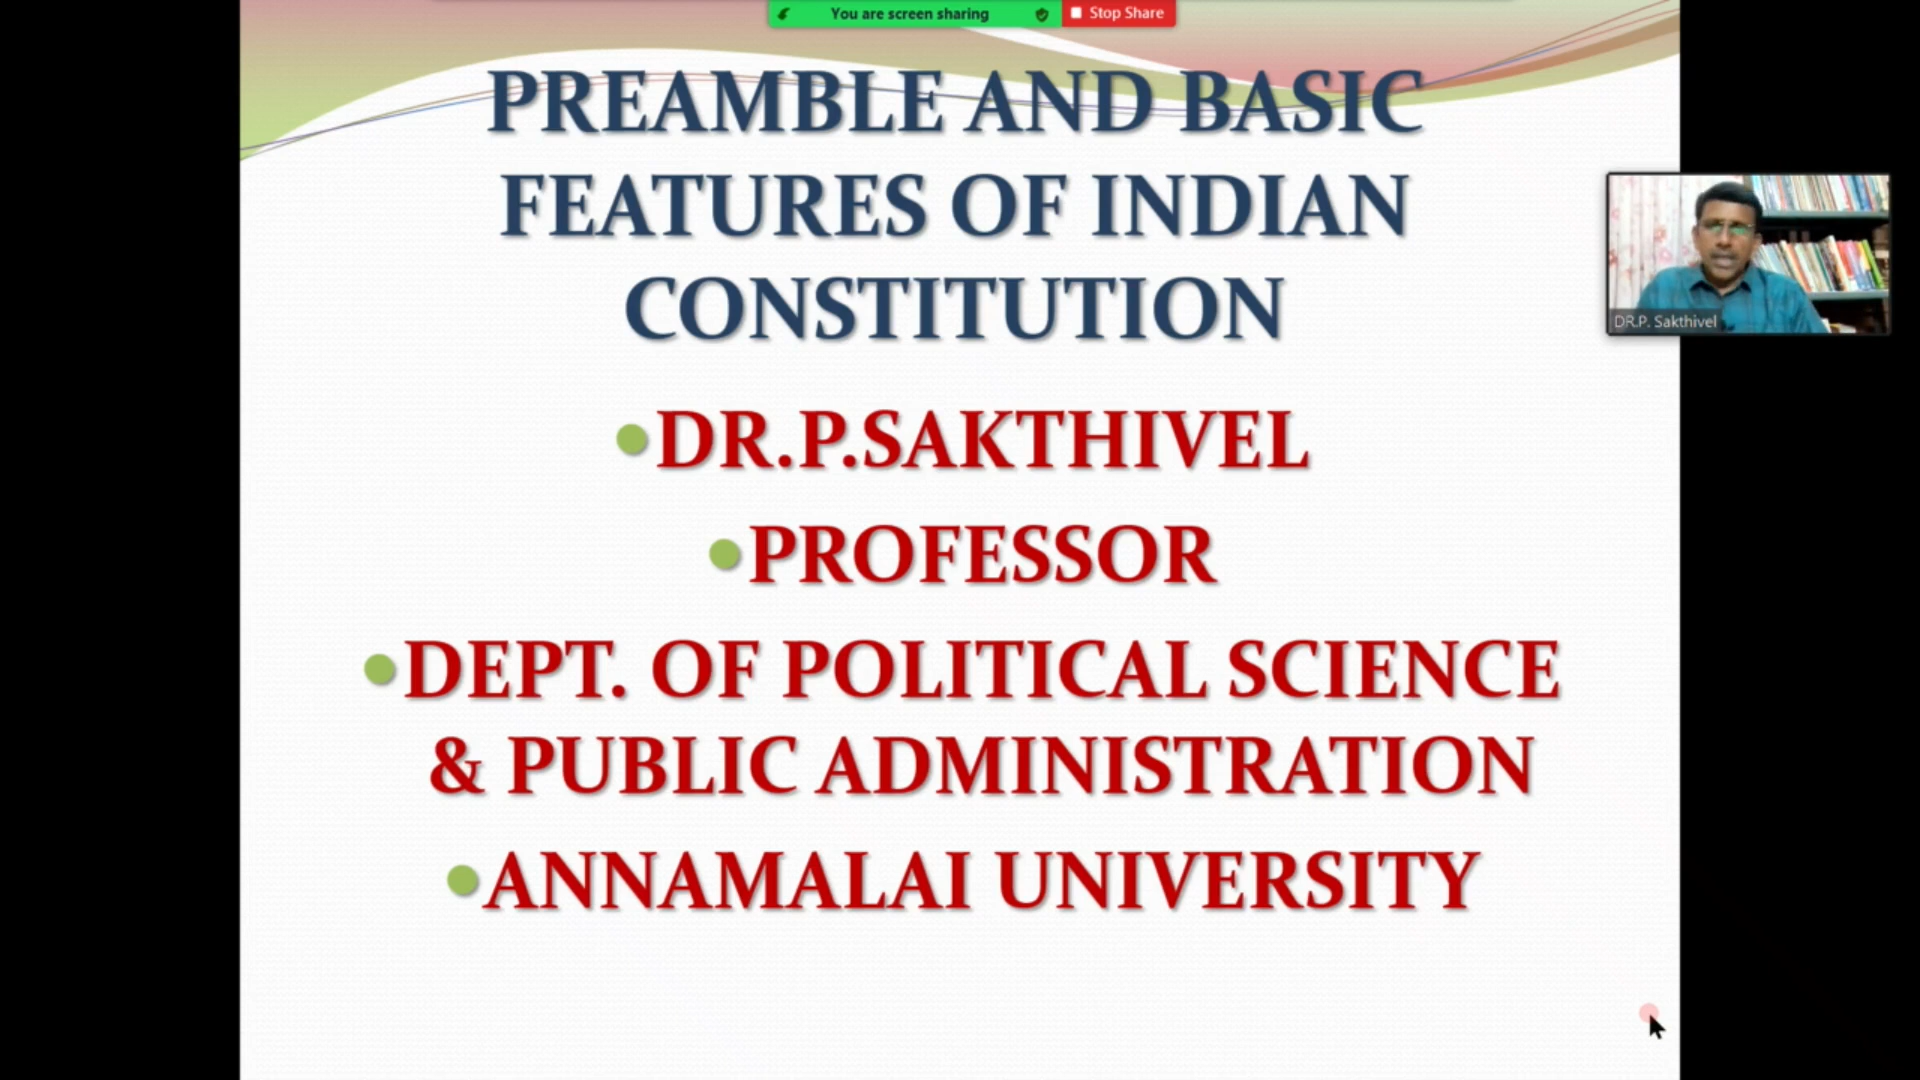 You are screen sharing
Stop Share
PREAMBLE AND BASIC
FEATURES OF INDIAN
CONSTITUTION
DR.P. Sakthivel
•DR.P.SAKTHIVEL
•PROFESSOR
•DEPT. OF POLITICAL SCIENCE
& PUBLIC ADMINISTRATION
•ANNAMALAI UNIVERSITY